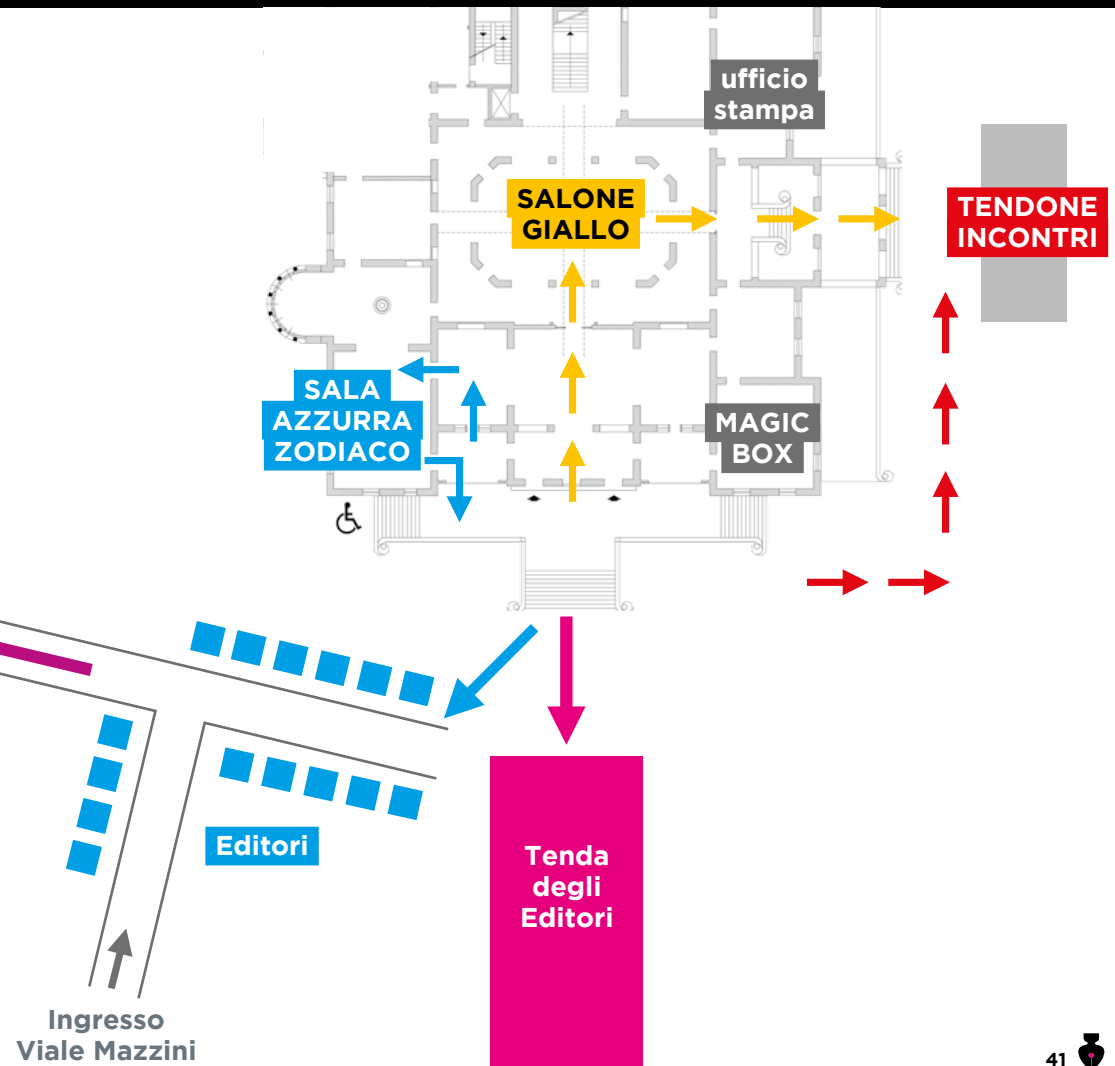 ufficio
stampa
SALONE
GIALLO
TENDONE
INCONTRI
SALA
AZZURRA
ZODIACO
MAGIC
BOX
Editori
Tenda
degli
Editori
Ingresso
Viale Mazzini
41